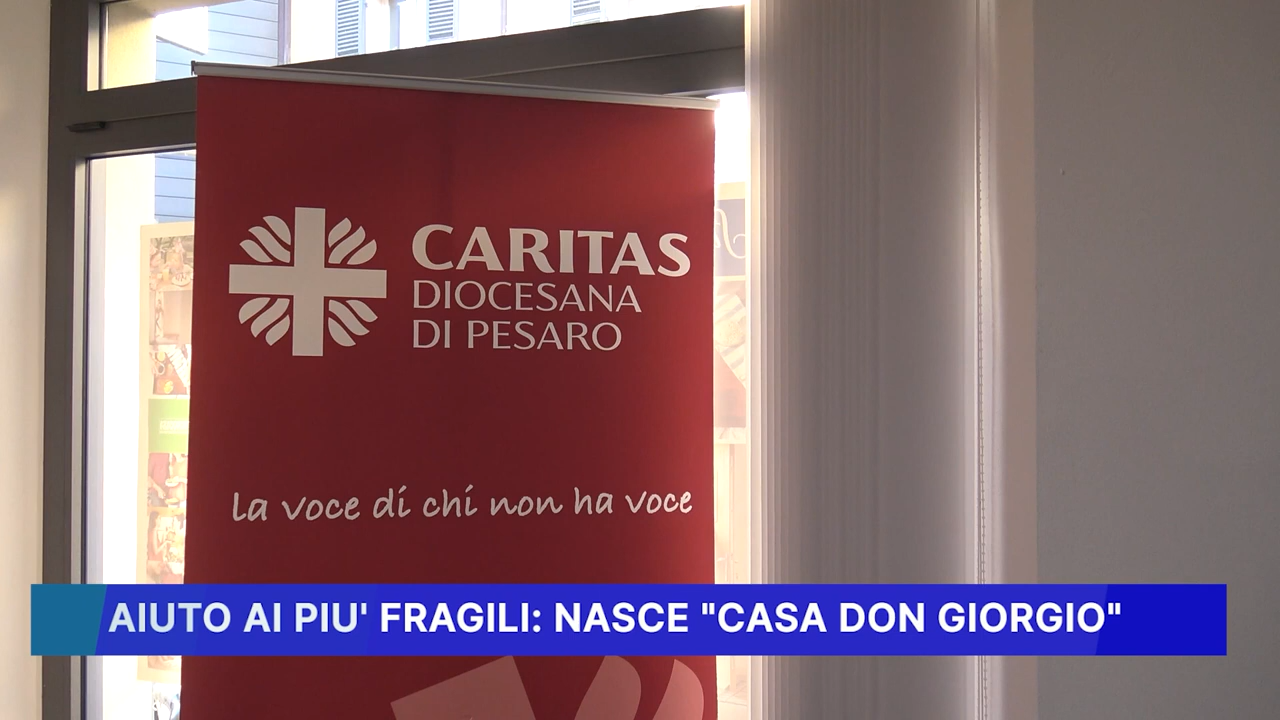 CARITAS
DIOCESANA
DI PESARO
La voce di chi non ha voce
AIUTO AI PIU' FRAGILI: NASCE "CASA DON GIORGIO"